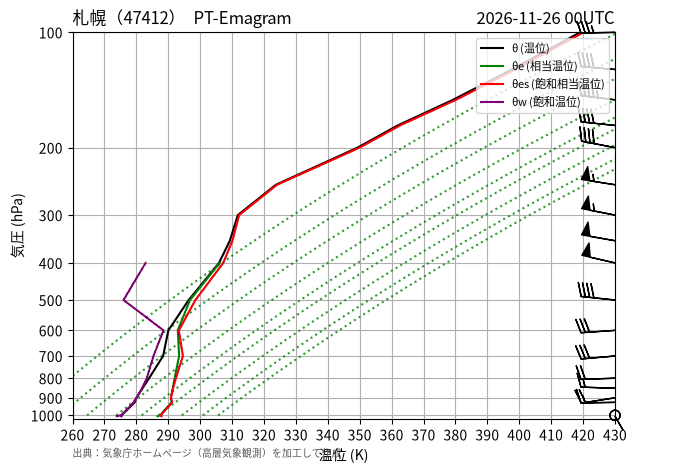 札幌（47412） PT-Emagram
2026-11-26 00UTC
θ (温位)
θe (相当温位)
θes (飽和相当温位)
θw (飽和温位)
気圧 (hPa)
100
200
300
400
500
600
700
800
900
1000
260 270 280 290 300 310 320 330 340 350 360 370 380 390 400 410 420 430
温位 (K)
出典：気象庁ホームページ（高層気象観測）を加工して